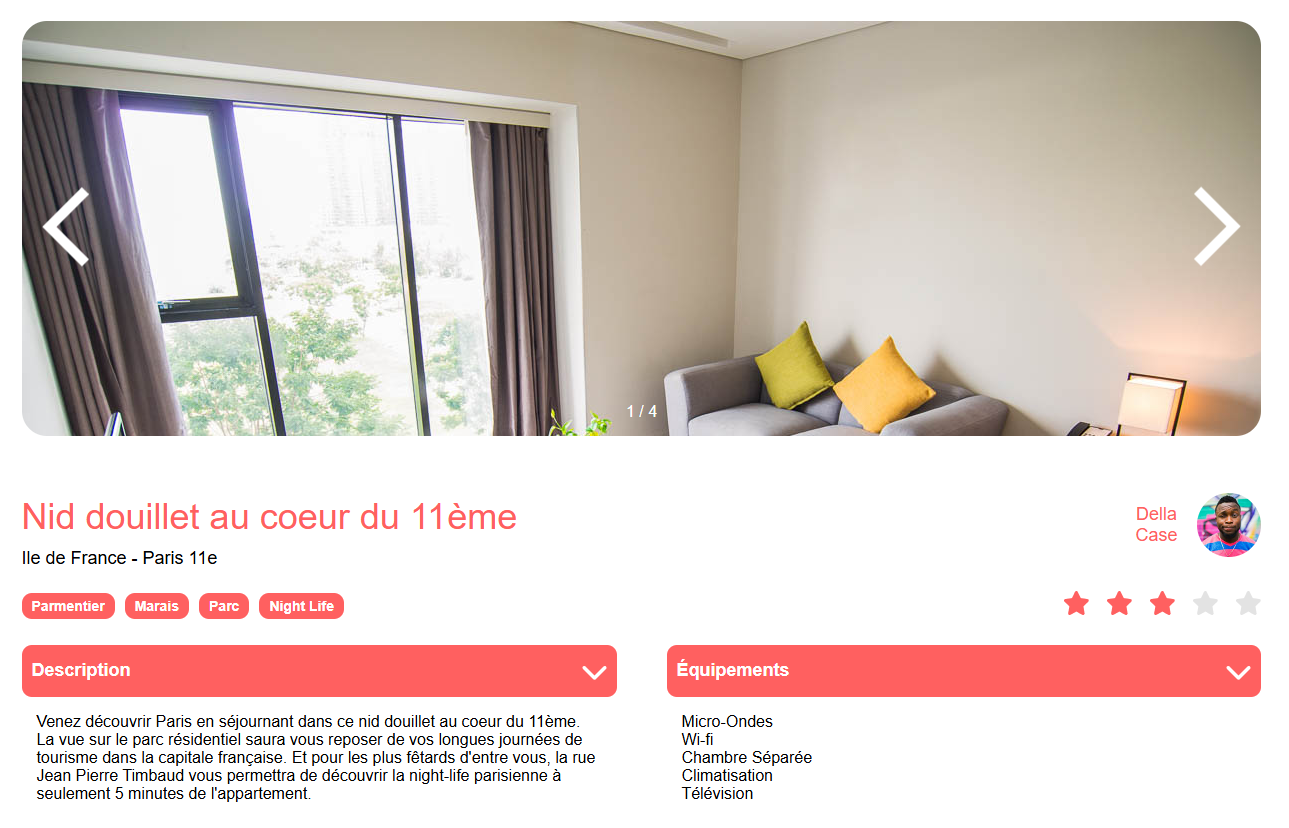 1 / 4
Nid douillet au coeur du 11ème
Della
Case
Ile de France - Paris 11e
Parmentier
Marais
Parc
Night Life
Description
Venez découvrir Paris en séjournant dans ce nid douillet au coeur du 11ème.
La vue sur le parc résidentiel saura vous reposer de vos longues journées de
tourisme dans la capitale française. Et pour les plus fêtards d'entre vous, la rue
Jean Pierre Timbaud vous permettra de découvrir la night-life parisienne à
seulement 5 minutes de l'appartement.
Équipements
Micro-Ondes
Wi-fi
Chambre Séparée
Climatisation
Télévision